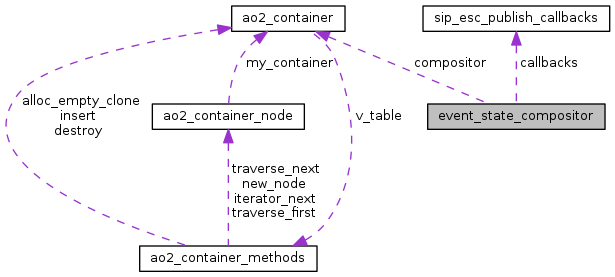 ao2_container
sip_esc_publish_callbacks
my_container
compositor
callbacks
alloc_empty_clone
insert
destroy
ao2_container_node
v_table
event_state_compositor
traverse_next
new_node
iterator_next
traverse_first
ao2_container_methods